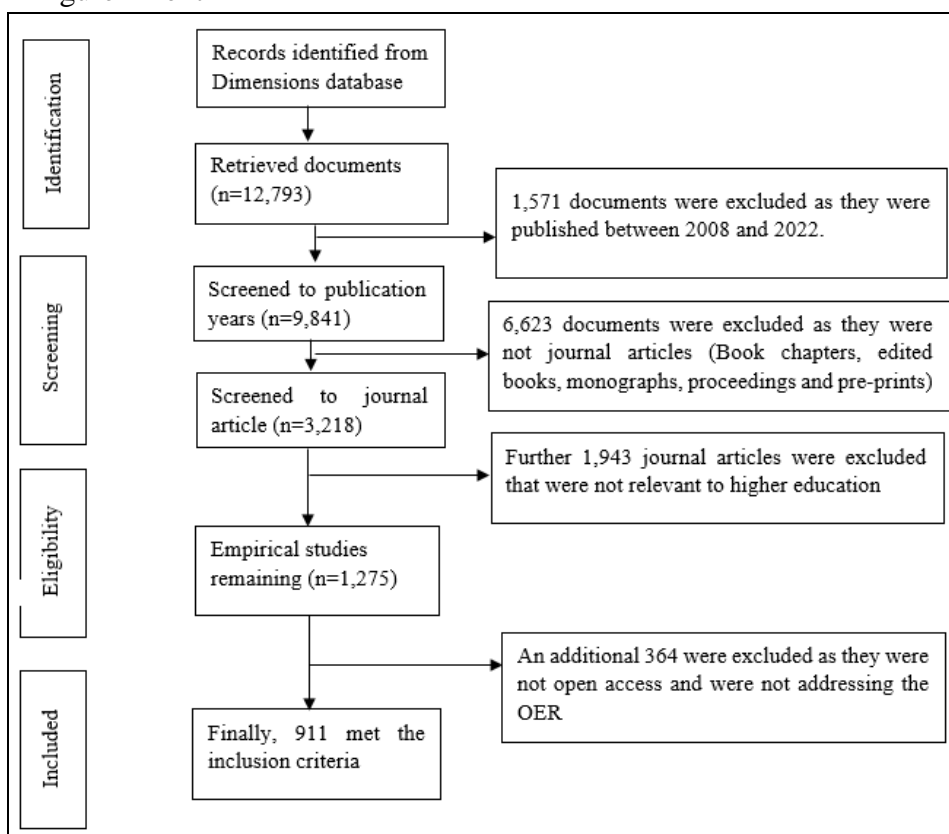 Identification
Records identified from
Dimensions database
Retrieved documents
(n=12,793)
1,571 documents were excluded as they were
published between 2008 and 2022.
Screening
Screened to publication
years (n=9,841)
6,623 documents were excluded as they were
not journal articles (Book chapters, edited
books, monographs, proceedings and pre-prints)
Screened to journal
article (n=3,218)
Further 1,943 journal articles were excluded
that were not relevant to higher education
Eligibility
Empirical studies
remaining (n=1,275)
An additional 364 were excluded as they were
not open access and were not addressing the
OER
Included
Finally, 911 met the
inclusion criteria